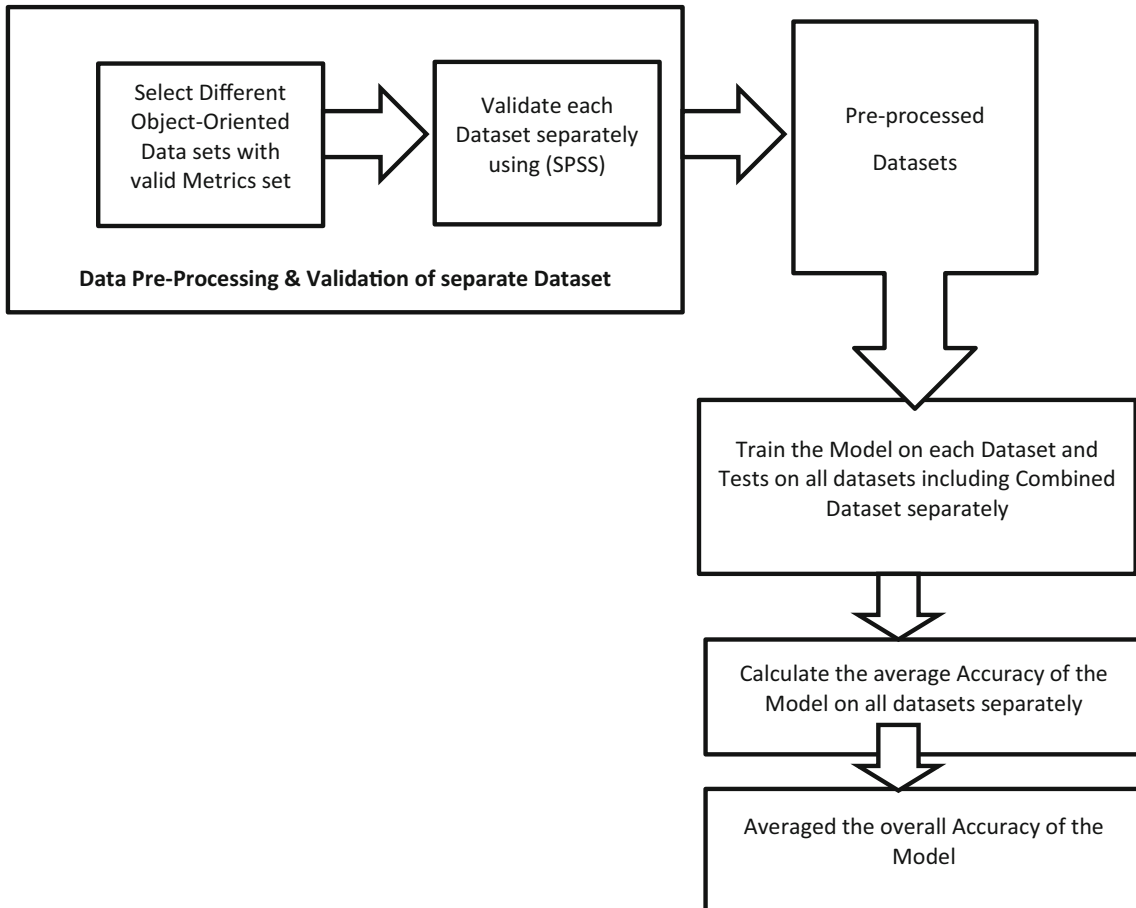 Select Different
Object-Oriented
Data sets with
valid Metrics set
Validate each
Dataset separately
using (SPSS)
Data Pre-Processing & Validation of separate Dataset
Pre-processed
Datasets
Train the Model on each Dataset and
Tests on all datasets including Combined
Dataset separately
Calculate the average Accuracy of the
Model on all datasets separately
Averaged the overall Accuracy of the
Model